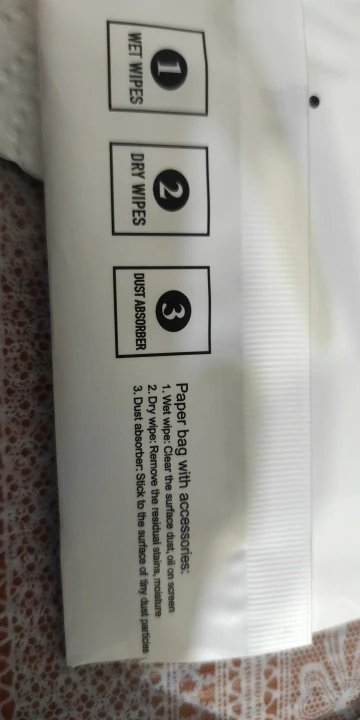 1
WET WIPES
2
DRY WIPES
3
DUST ABSORBER
Paper bag with accessories:
1. Wet wipe: Clear the surface dust, oil on screen
2. Dry wipe: Remove the residual stains, moisture
3. Dust absorber: Stick to the surface of tiny dust particles